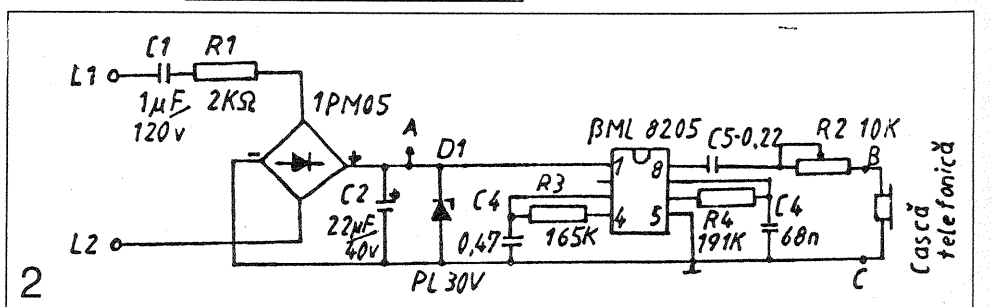 C1 R1
L1
1µF 2KΩ 1PM05
120v
A D1
βML 8205 C5-0,22 R2 10K
B
1 8
R3
C4
C2
22µF
40v
4 5
0,47 165K
R4 C4
191K 68n
L2
PL 30V
C
Cască
telefonică
2